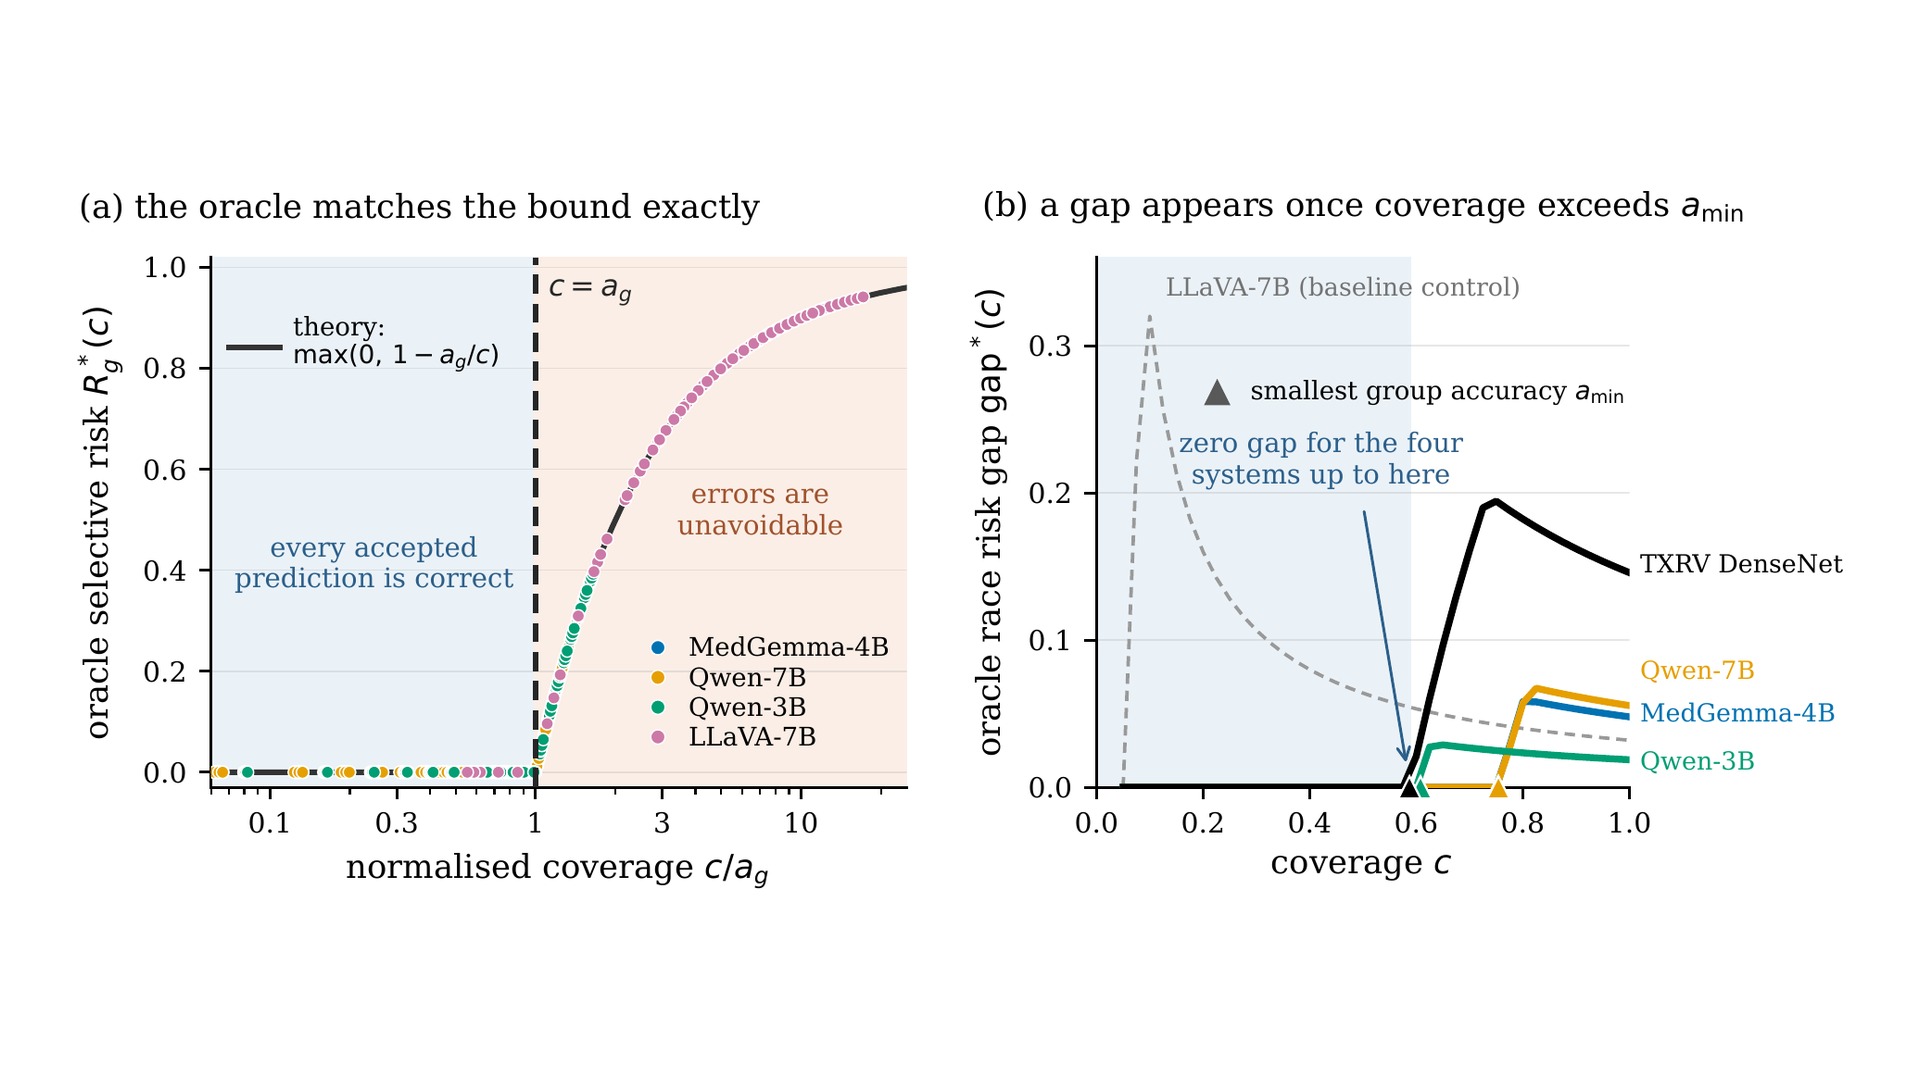 (a) the oracle matches the bound exactly
oracle selective risk R*g(c)
1.0
0.8
0.6
0.4
0.2
0.0
c = ag
theory:
max(0, 1 − ag/c)
every accepted
prediction is correct
errors are
unavoidable
MedGemma-4B
Qwen-7B
Qwen-3B
LLaVA-7B
0.1
0.3
1
3
10
normalised coverage c/ag
(b) a gap appears once coverage exceeds amin
oracle race risk gap gap*(c)
0.3
0.2
0.1
0.0
LLaVA-7B (baseline control)
smallest group accuracy amin
zero gap for the four
systems up to here
TXRV DenseNet
Qwen-7B
MedGemma-4B
Qwen-3B
0.0
0.2
0.4
0.6
0.8
1.0
coverage c